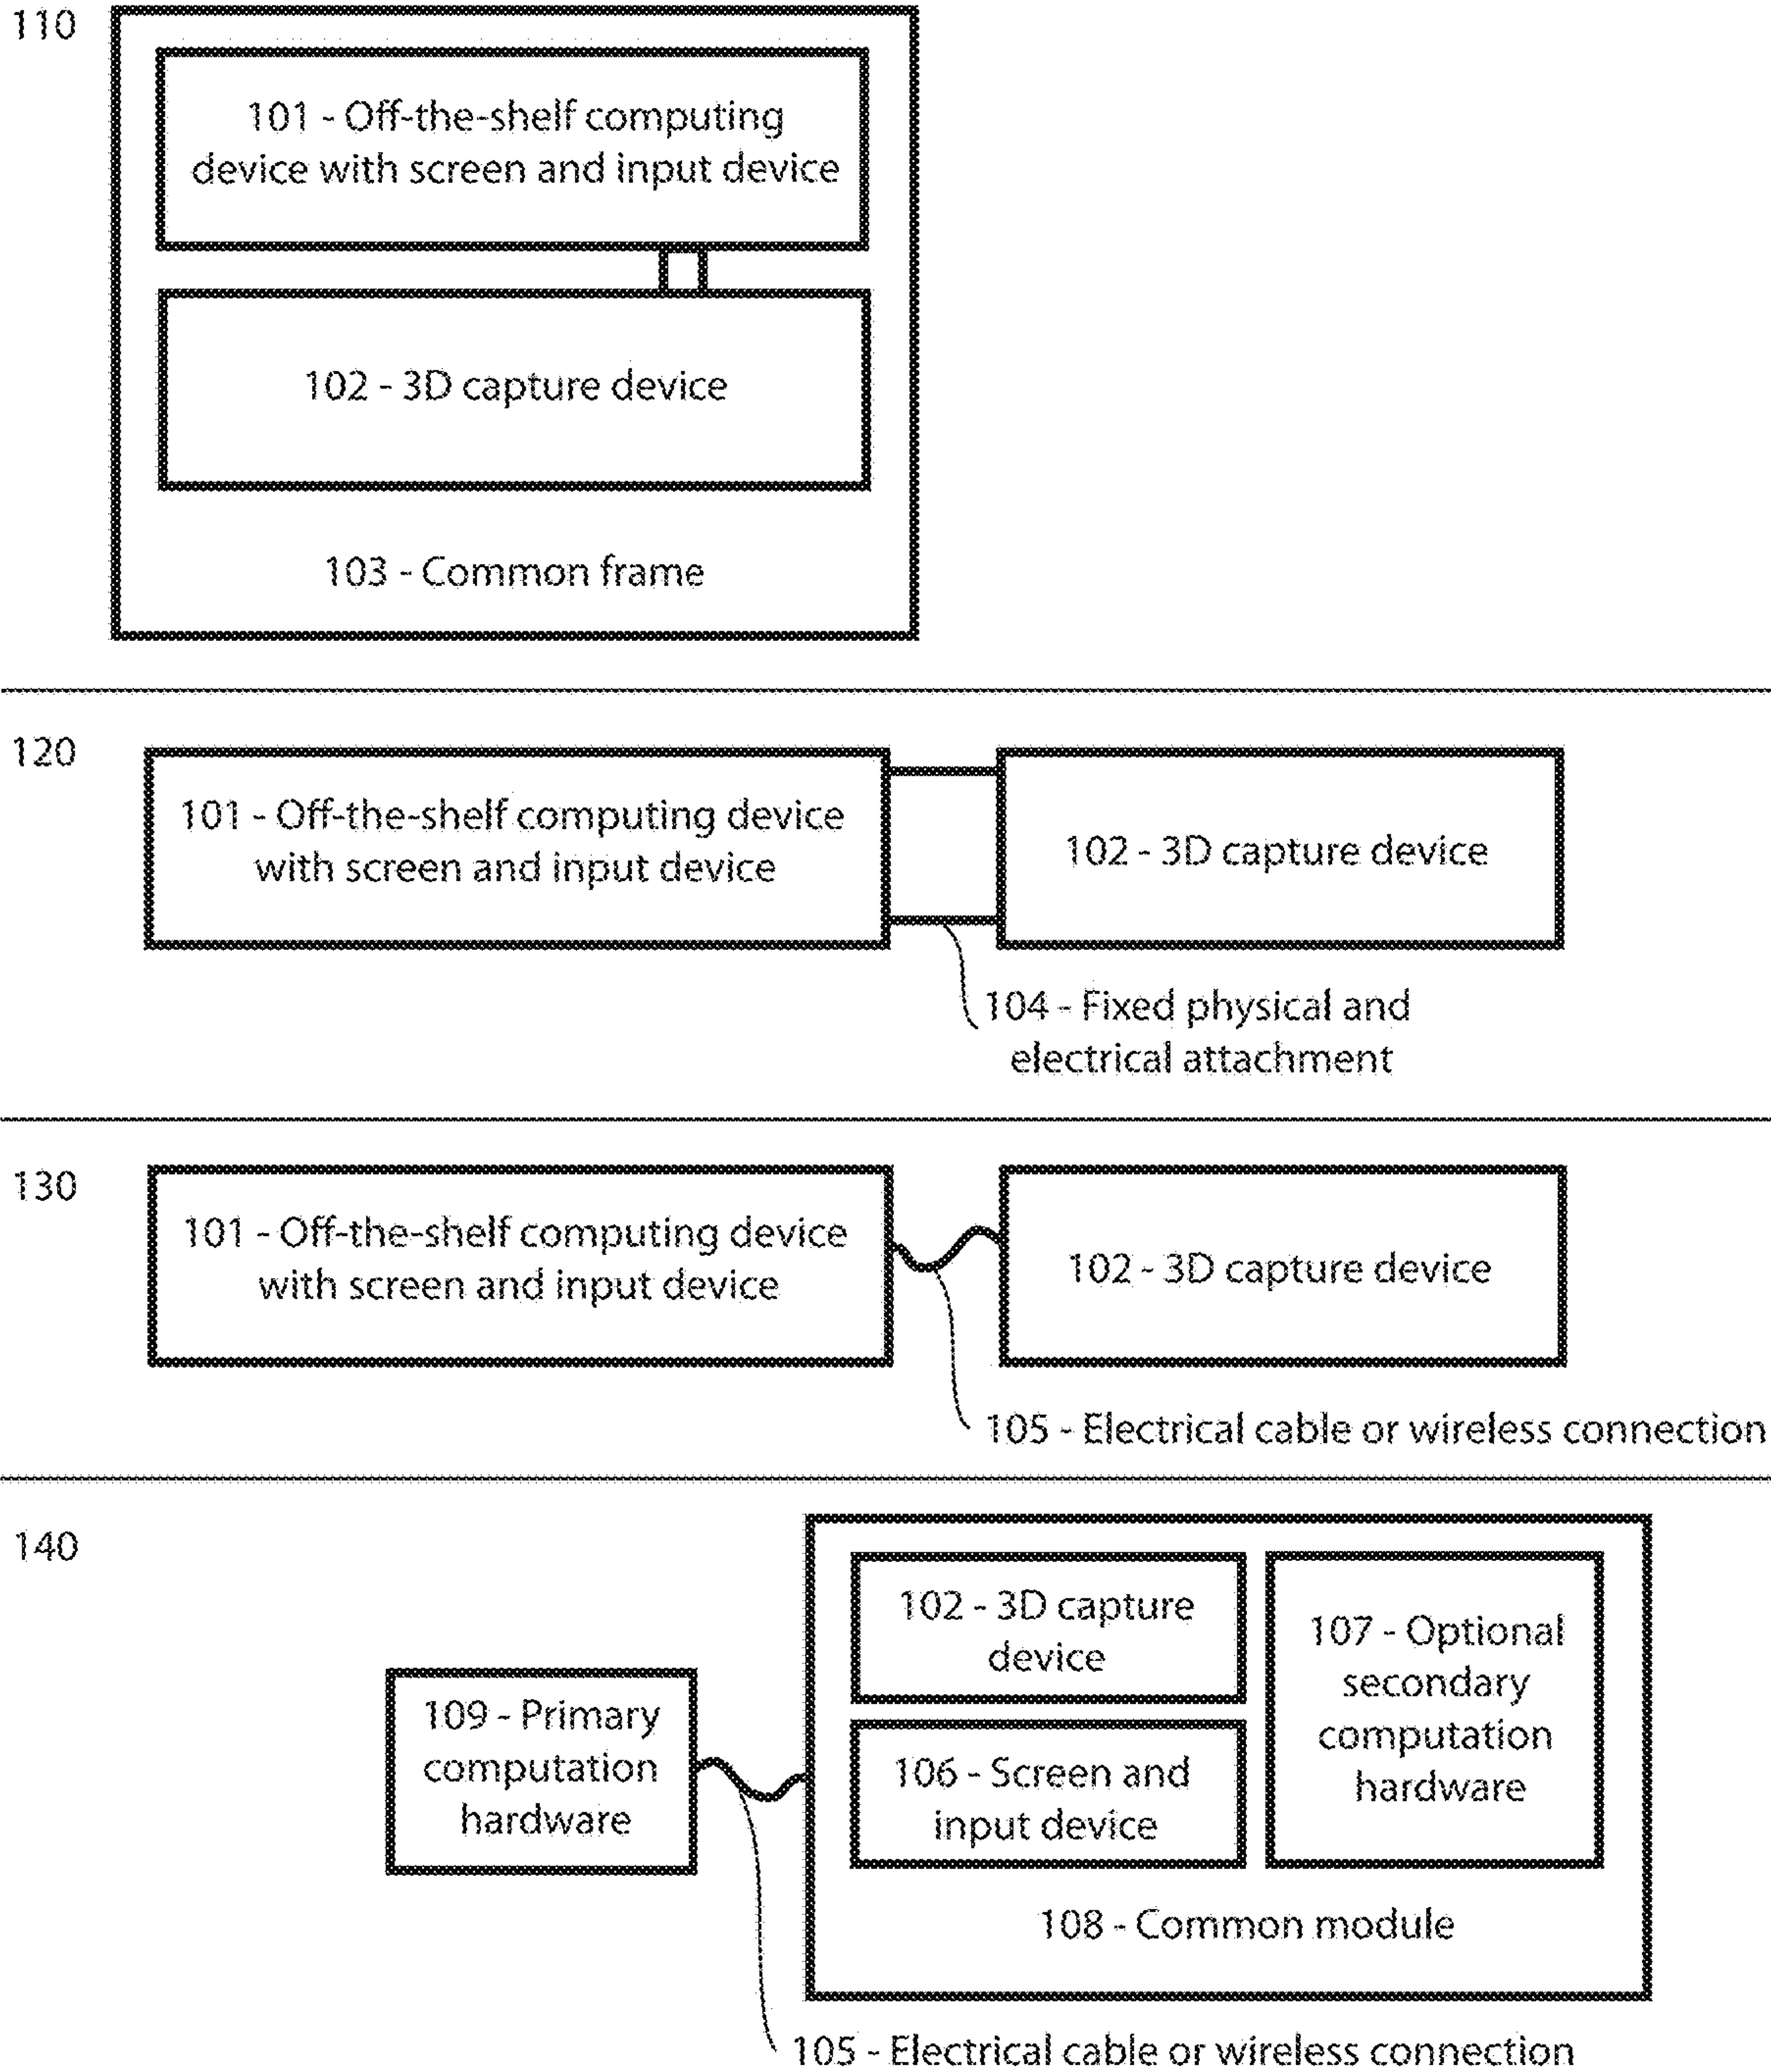 110
101 - Off-the-shelf computing
device with screen and input device
102 - 3D capture device
103 - Common frame
120
101 - Off-the-shelf computing device
with screen and input device
102 - 3D capture device
104 - Fixed physical and
electrical attachment
130
101 - Off-the-shelf computing device
with screen and input device
102 - 3D capture device
105 - Electrical cable or wireless connection
140
109 - Primary
computation
hardware
102 - 3D capture
device
106 - Screen and
input device
107 - Optional
secondary
computation
hardware
108 - Common module
105 - Electrical cable or wireless connection